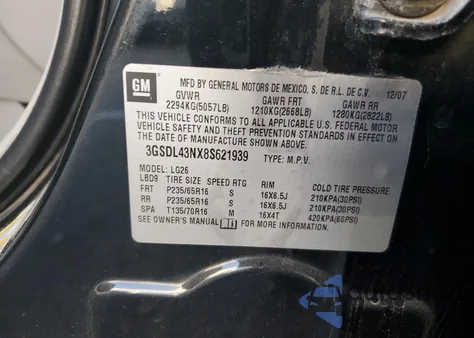 GM
MFD BY GENERAL MOTORS DE MEXICO, S. DE R.L. DE C.V. 12/07
GVWR GAWR FRT GAWR RR
2294KG(5057LB) 1210KG(2668LB) 1280KG(2822LB)
THIS VEHICLE CONFORMS TO ALL APPLICABLE U.S. FEDERAL MOTOR
VEHICLE SAFETY AND THEFT PREVENTION STANDARDS IN EFFECT ON
THE DATE OF MANUFACTURE SHOWN ABOVE.
3GSDL43NX8S621939 TYPE: M.P.V.
MODEL: LG26
LBD9 TIRE SIZE SPEED RTG RIM COLD TIRE PRESSURE
FRT P235/65R16 S 16X6.5J 210KPA(30PSI)
RR P235/65R16 S 16X6.5J 210KPA(30PSI)
SPA T135/70R16 M 16X4T 420KPA(60PSI)
SEE OWNER'S MANUAL FOR MORE INFORMATION.